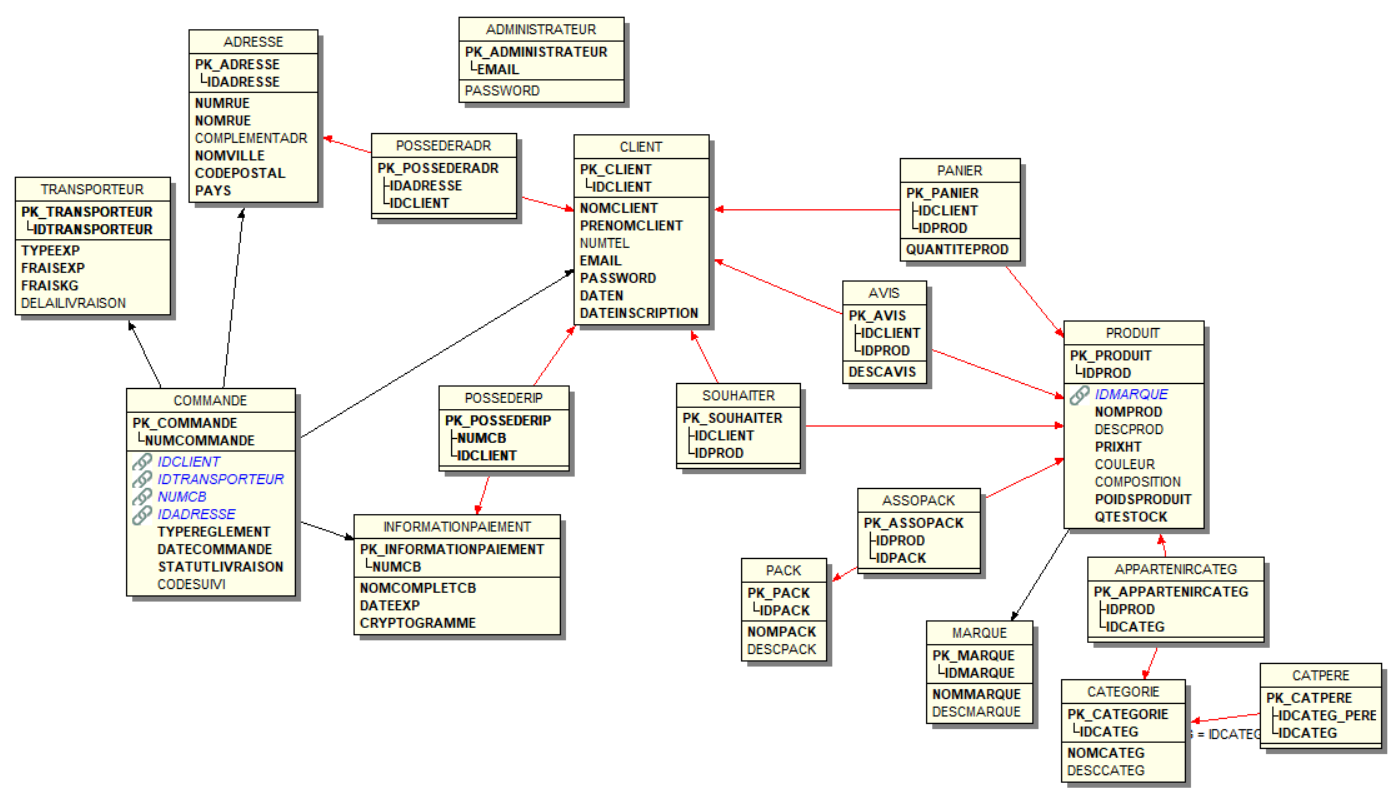 ADMINISTRATEUR
PK_ADMINISTRATEUR
EMAIL
PASSWORD
ADRESSE
PK_ADRESSE
IDADRESSE
NUMRUE
NOMRUE
COMPLEMENTADR
NOMVILLE
CODEPOSTAL
PAYS
POSSEDERADR
PK_POSSEDERADR
IDADRESSE
IDCLIENT
CLIENT
PK_CLIENT
IDCLIENT
NOMCLIENT
PRENOMCLIENT
NUMTEL
EMAIL
PASSWORD
DATEN
DATEINSCRIPTION
PANIER
PK_PANIER
IDCLIENT
IDPROD
QUANTITEPROD
TRANSPORTEUR
PK_TRANSPORTEUR
IDTRANSPORTEUR
TYPEEXP
FRAISEXP
FRAISKG
DELAILIVRAISON
AVIS
PK_AVIS
IDCLIENT
IDPROD
DESCAVIS
PRODUIT
PK_PRODUIT
IDPROD
IDMARQUE
NOMPROD
DESCPROD
PRIXHT
COULEUR
COMPOSITION
POIDSPRODUIT
QTESTOCK
COMMANDE
PK_COMMANDE
NUMCOMMANDE
IDCLIENT
IDTRANSPORTEUR
NUMCB
IDADRESSE
TYPEREGLEMENT
DATECOMMANDE
STATUTLIVRAISON
CODESUIVI
POSSEDERIP
PK_POSSEDERIP
NUMCB
IDCLIENT
SOUHAITER
PK_SOUHAITER
IDCLIENT
IDPROD
ASSOPACK
PK_ASSOPACK
IDPROD
IDPACK
INFORMATIONPAIEMENT
PK_INFORMATIONPAIEMENT
NUMCB
NOMCOMPLETCB
DATEEXP
CRYPTOGRAMME
PACK
PK_PACK
IDPACK
NOMPACK
DESCPACK
APPARTENIRCATEG
PK_APPARTENIRCATEG
IDPROD
IDCATEG
MARQUE
PK_MARQUE
IDMARQUE
NOMMARQUE
DESCMARQUE
CATEGORIE
PK_CATEGORIE
IDCATEG
NOMCATEG
DESCCATEG
= IDCATEG
CATPERE
PK_CATPERE
IDCATEG_PERE
IDCATEG